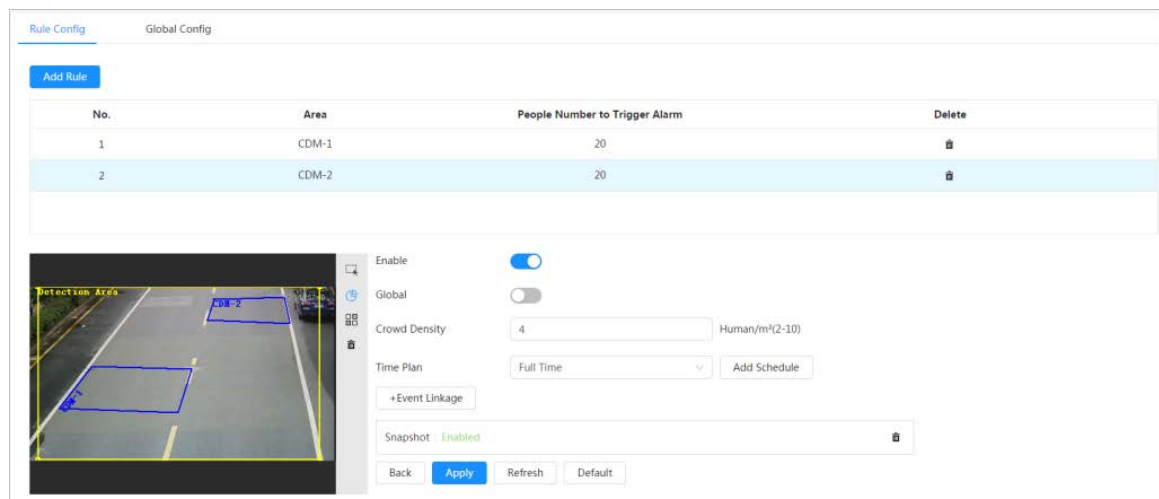 Rule Config Global Config
Add Rule
No. Area People Number to Trigger Alarm Delete
1 CDM-1 20
2 CDM-2 20
Detection Area
CDM-2
CDM-1
Enable
Global
Crowd Density 4 Human/m²(2-10)
Time Plan Full Time Add Schedule
+Event Linkage
Snapshot Enabled
Back Apply Refresh Default